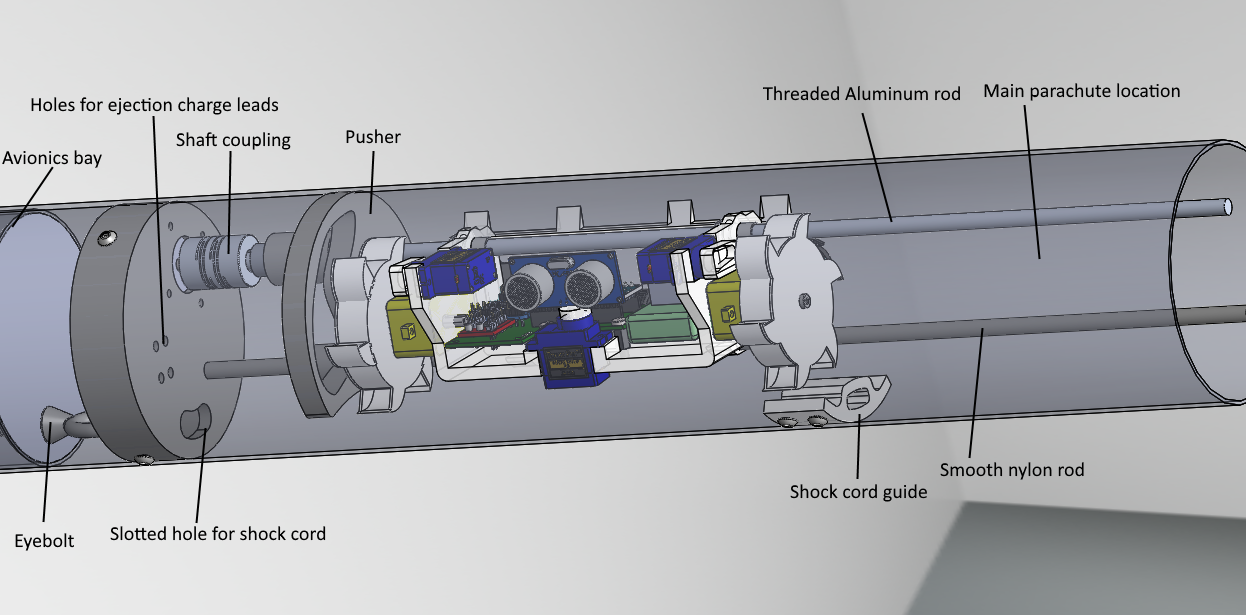 Threaded Aluminum rod
Main parachute location
Holes for ejection charge leads
Shaft coupling
Pusher
Avionics bay
Smooth nylon rod
Shock cord guide
Slotted hole for shock cord
Eyebolt